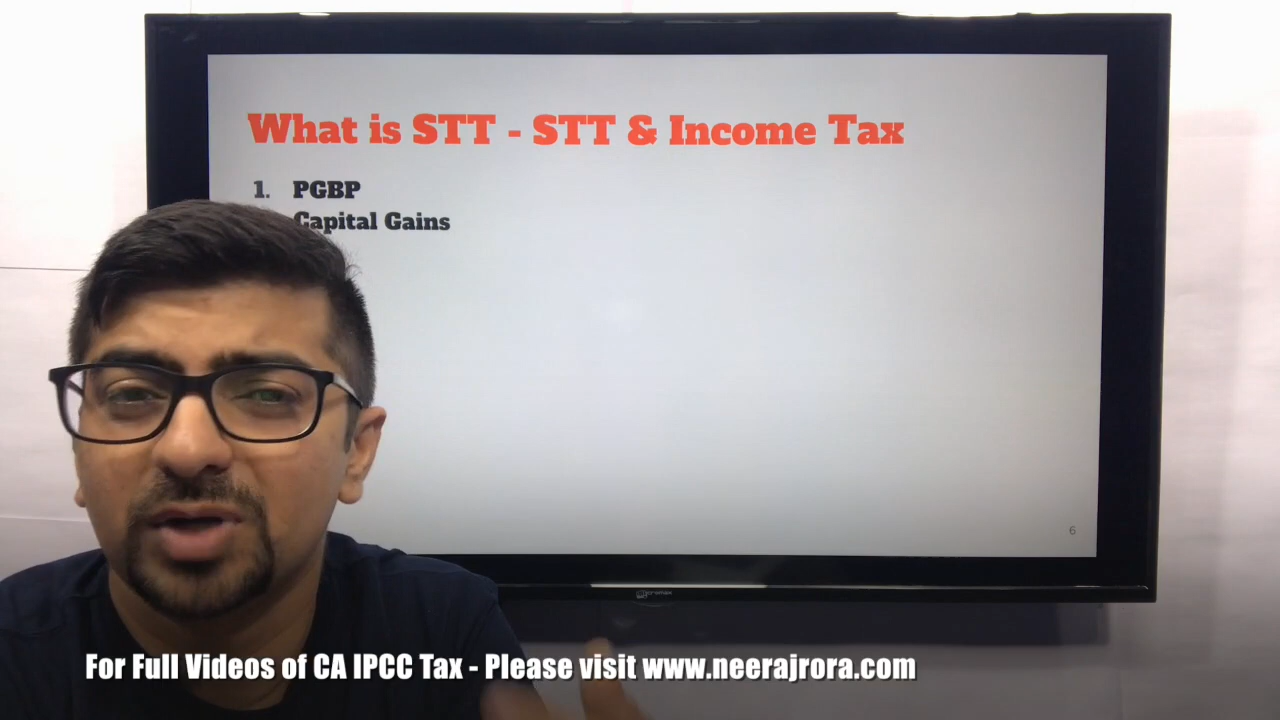 What is STT - STT & Income Tax
1. PGBP
Capital Gains
6
For Full Videos of CA IPCC Tax - Please visit www.neerajrora.com